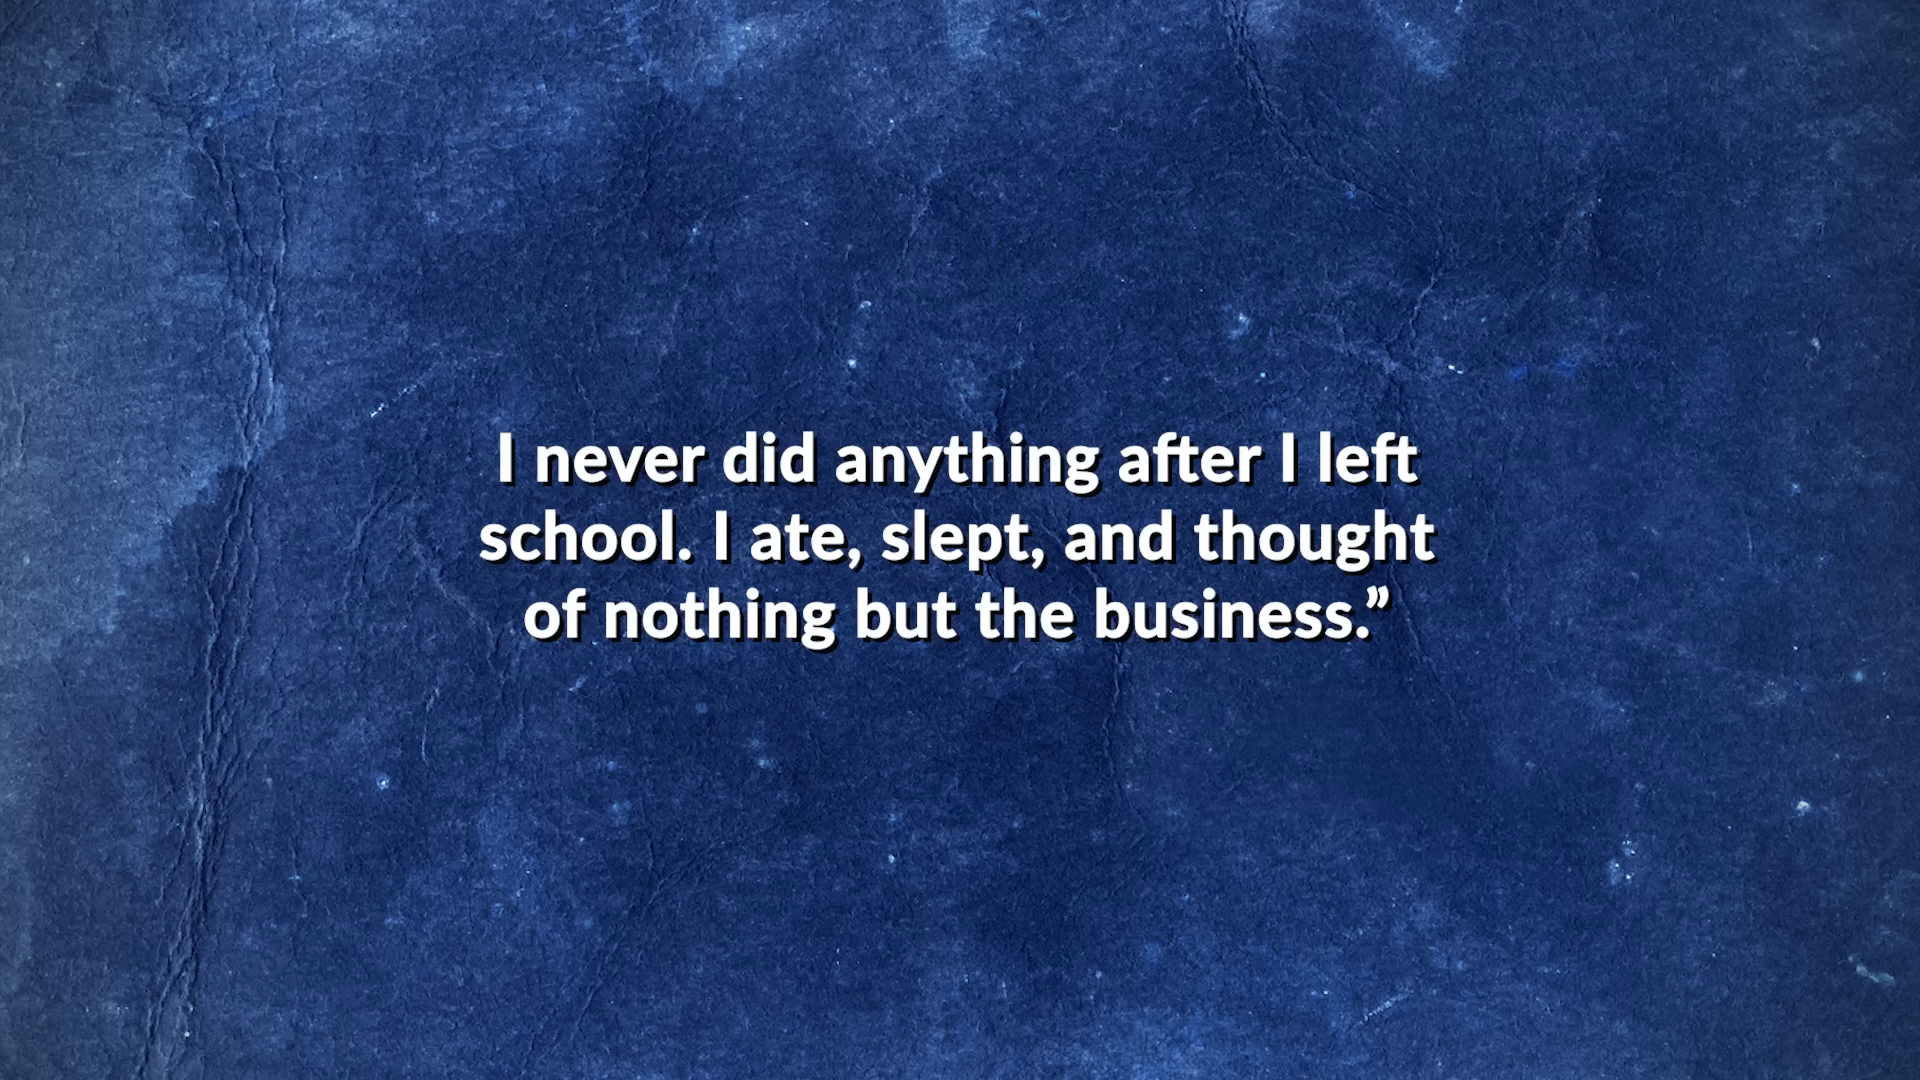 I never did anything after I left
school. I ate, slept, and thought
of nothing but the business.”